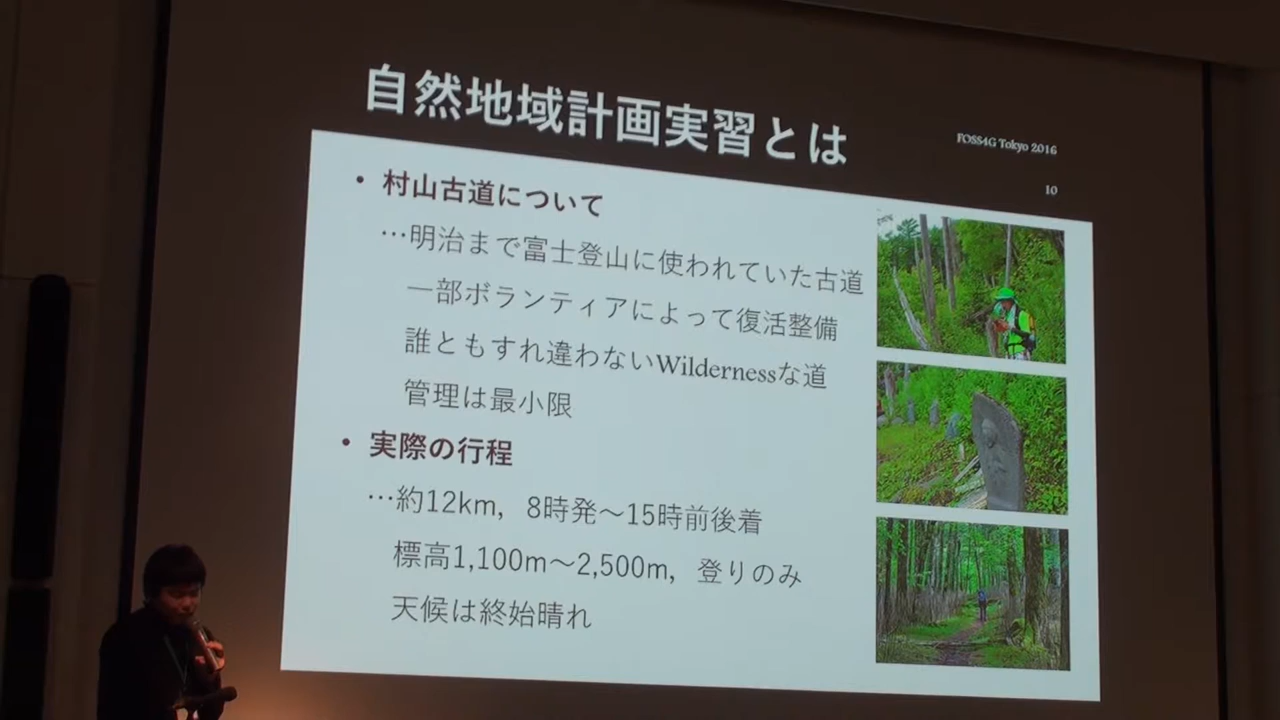 自然地域計画実習とは
FOSS4G Tokyo 2016
10
• 村山古道について
…明治まで富士登山に使われていた古道
一部ボランティアによって復活整備
誰ともすれ違わないWildernessな道
管理は最小限
• 実際の行程
…約12km，8時発～15時前後着
標高1,100m～2,500m，登りのみ
天候は終始晴れ